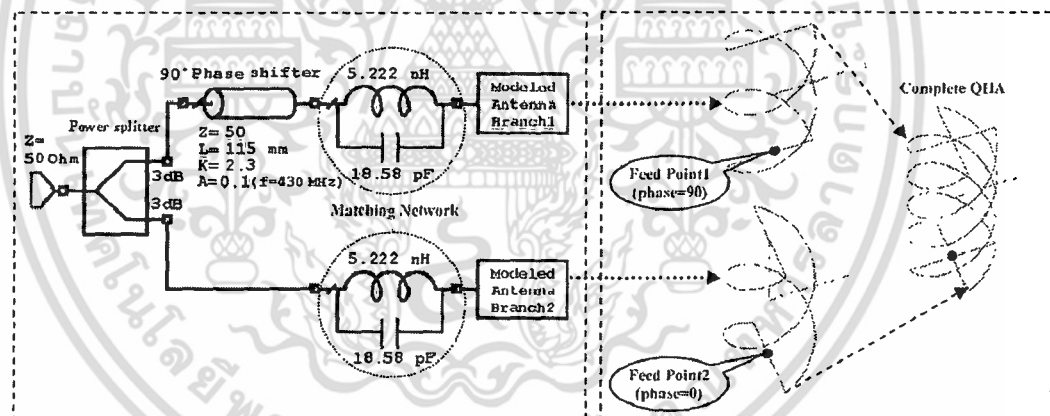 90°Phase shifter
5.222 nH
Modeled
Antenna
Branch1
Complete QHA
Power splitter
Z=
50Ohm
3dB
3dB
Z= 50
L= 115 mm
K= 2.3
A=0.1(f=430 MHz)
18.58 pF
Feed Point1
(phase=90)
Matching Network
5.222 nH
Modeled
Antenna
Branch2
18.58 pF
Feed Point2
(phase=0)